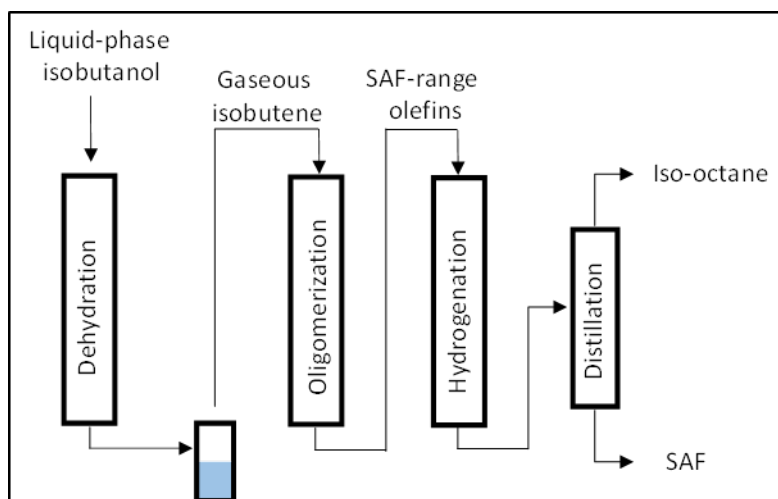 Liquid-phase
isobutanol
Gaseous
isobutene
SAF-range
olefins
Iso-octane
Dehydration
Oligomerization
Hydrogenation
Distillation
SAF